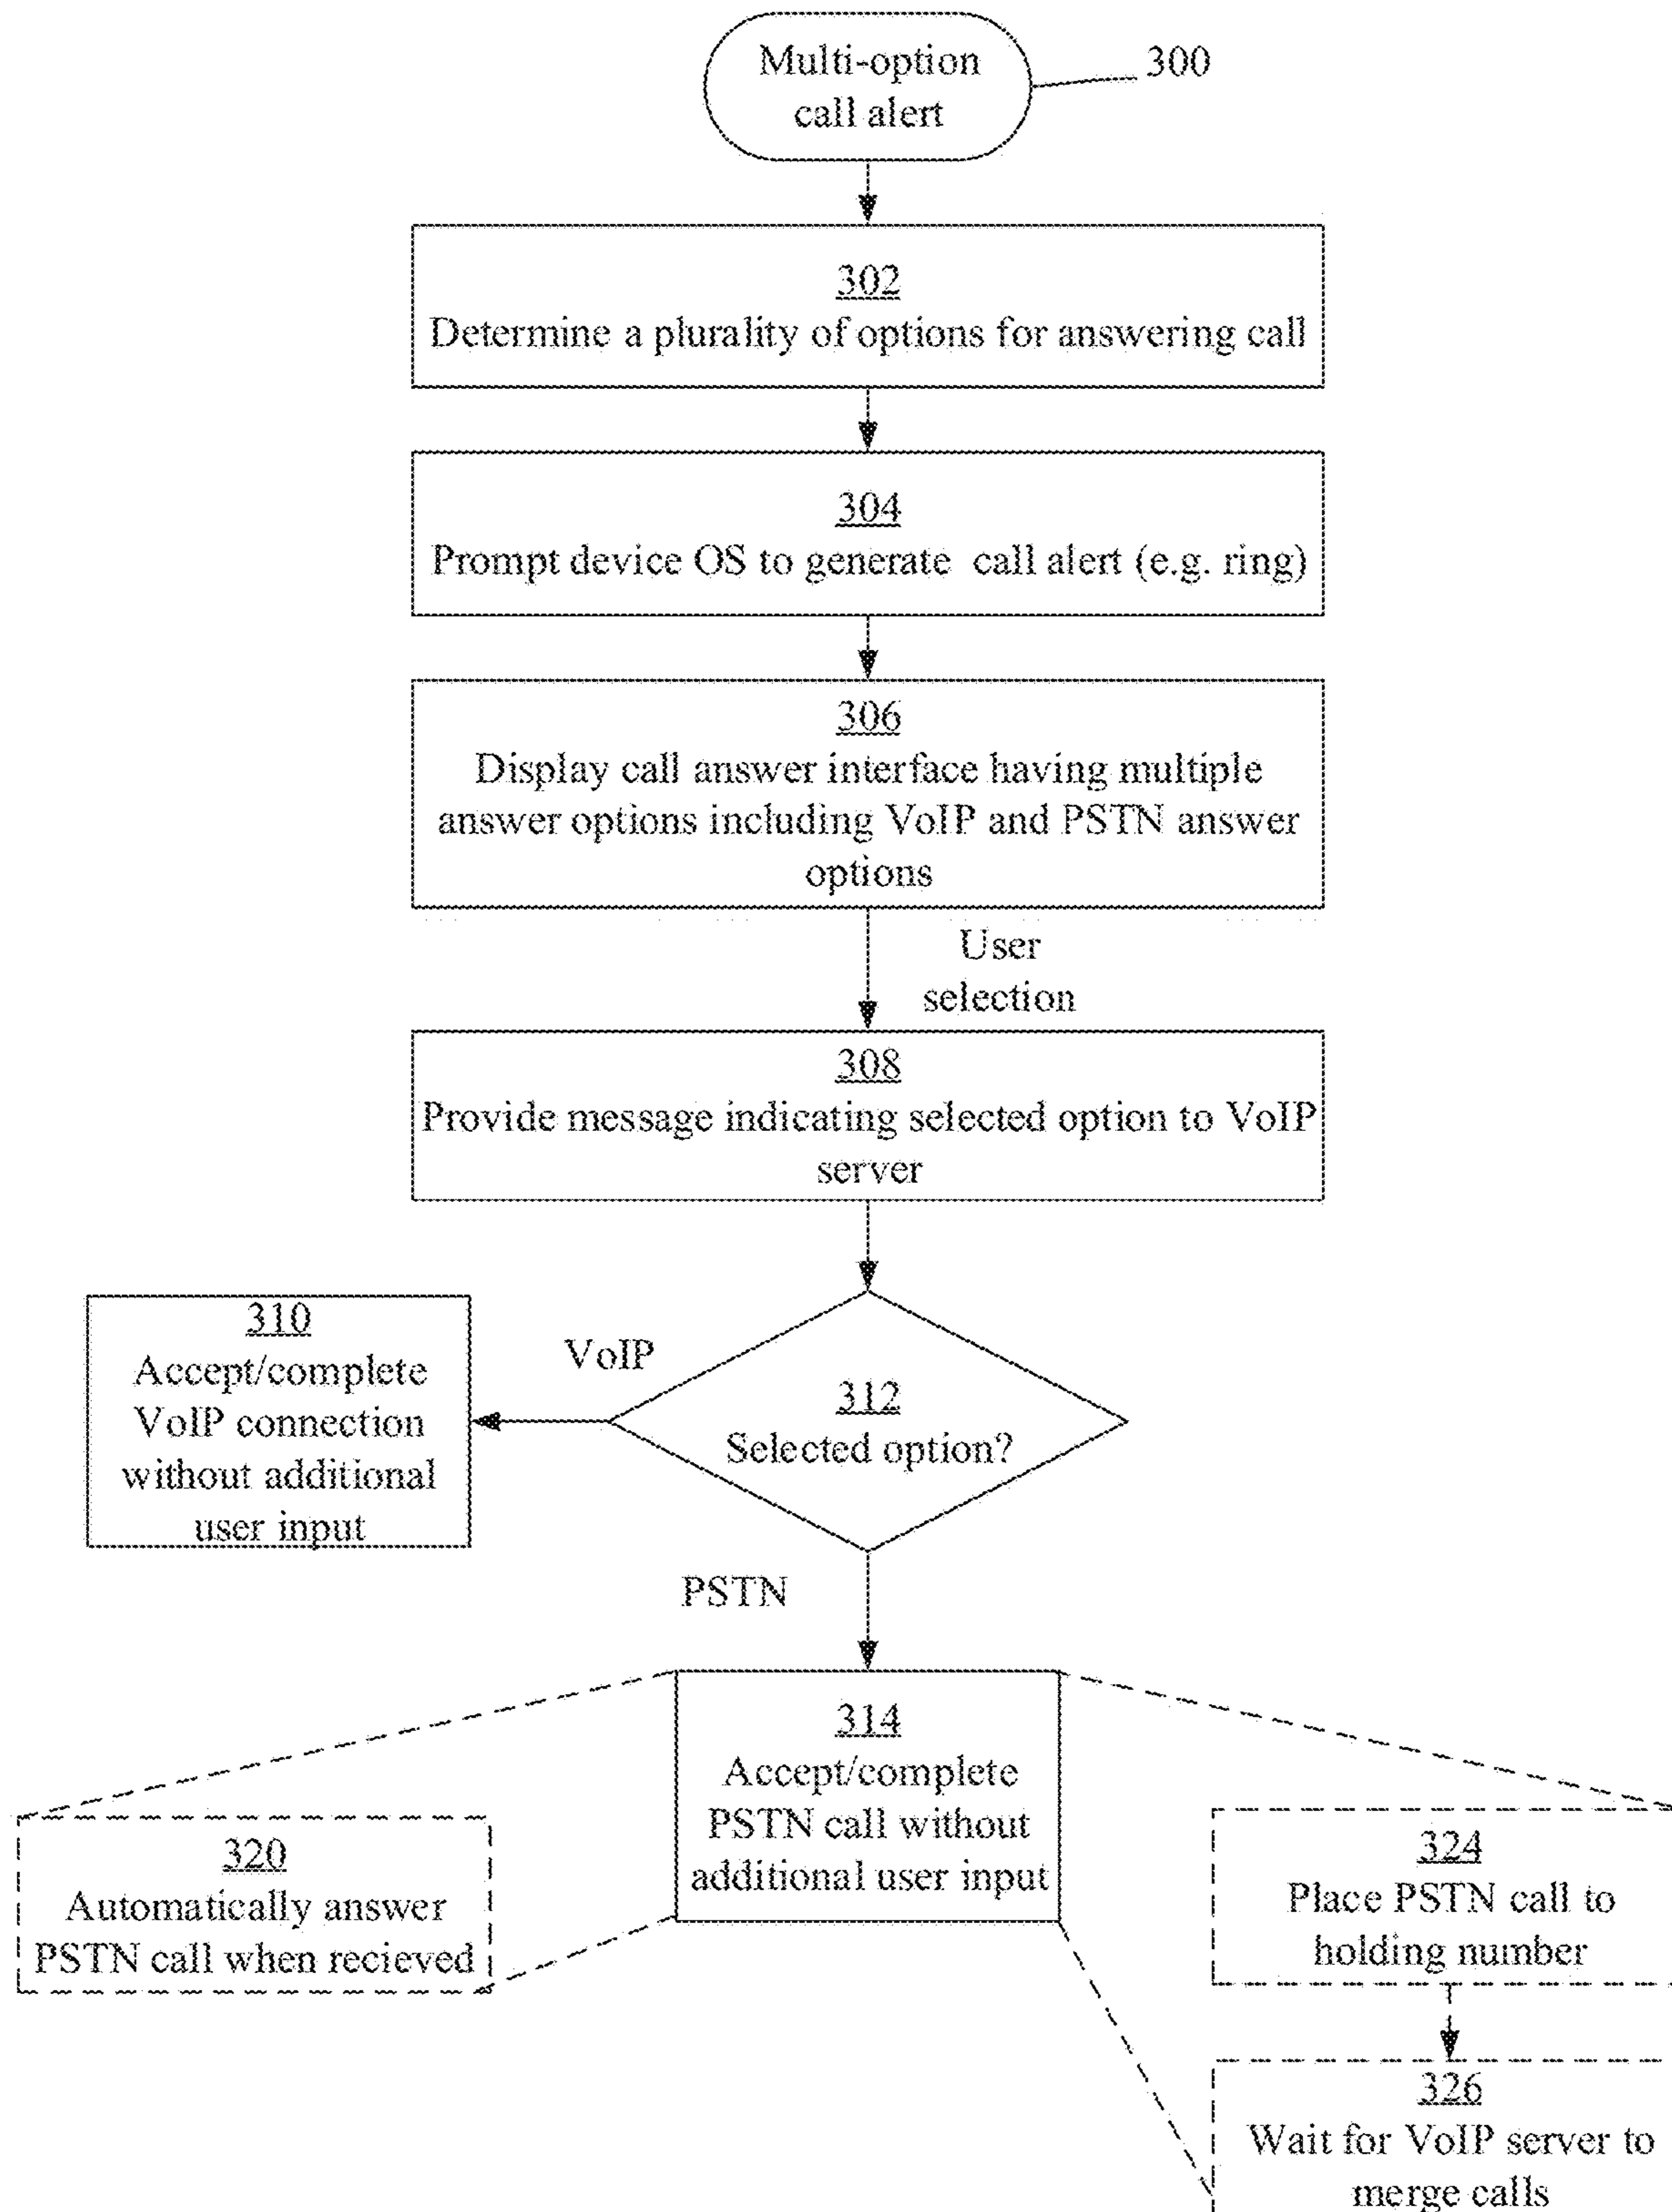 Multi-option
call alert
300
302
Determine a plurality of options for answering call
304
Prompt device OS to generate call alert (e.g. ring)
306
Display call answer interface having multiple
answer options including VoIP and PSTN answer
options
User
selection
308
Provide message indicating selected option to VoIP
server
310
Accept/complete
VoIP connection
without additional
user input
VoIP
312
Selected option?
PSTN
314
Accept/complete
PSTN call without
additional user input
320
Automatically answer
PSTN call when recieved
324
Place PSTN call to
holding number
326
Wait for VoIP server to
merge calls